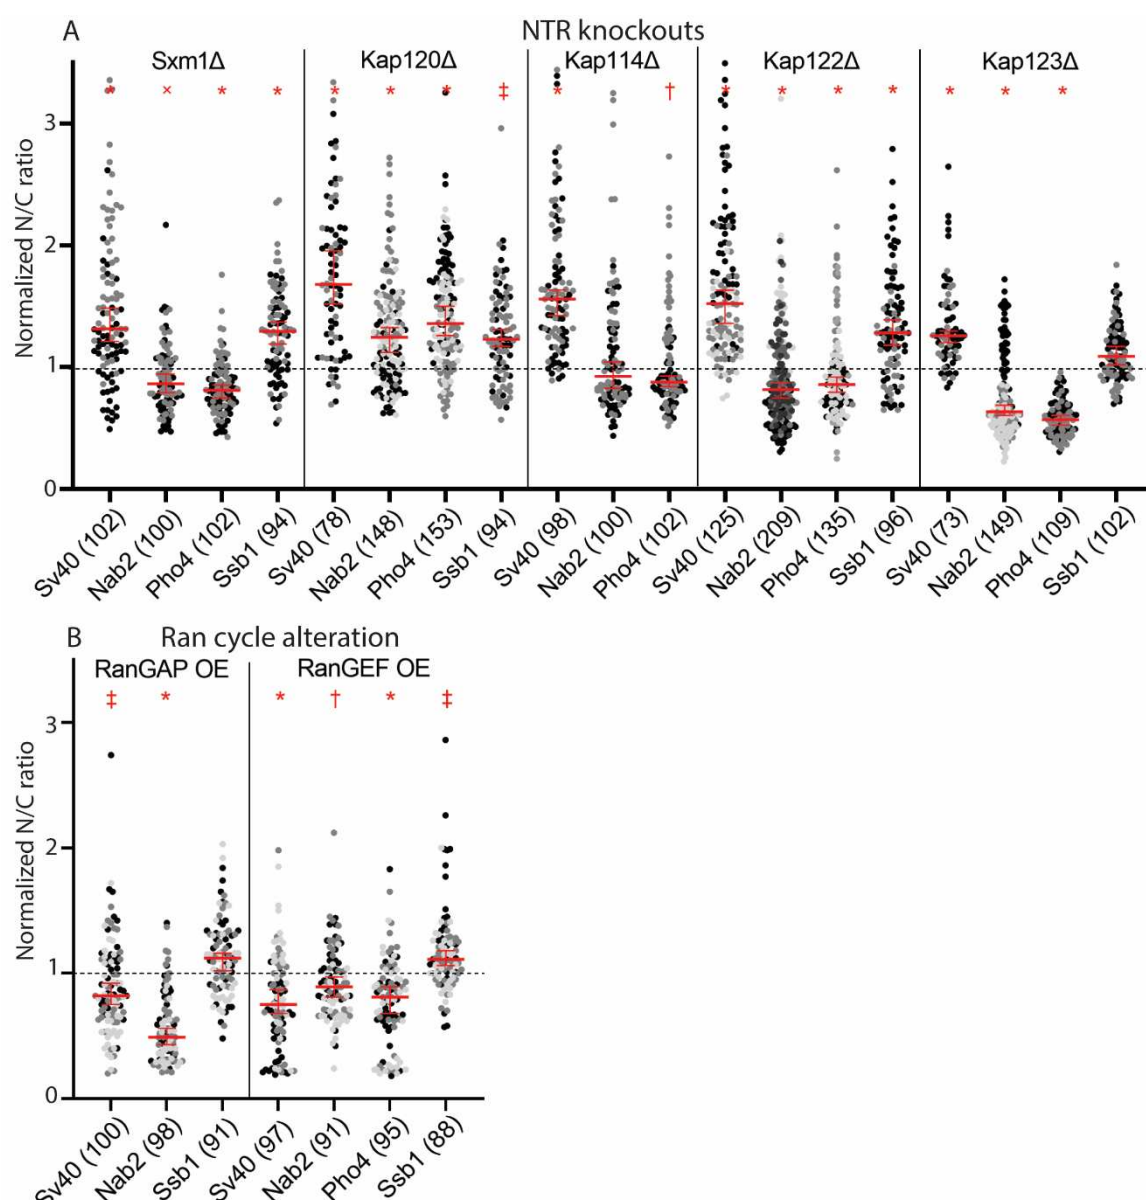 A NTR knockouts
Sxm1Δ Kap120Δ Kap114Δ Kap122Δ Kap123Δ
* × * * * * * ‡ * † * * * * * * *
Normalized N/C ratio
3
2
1
0
Sv40 (102) Nab2 (100) Pho4 (102) Ssb1 (94) Sv40 (78) Nab2 (148) Pho4 (153) Ssb1 (94) Sv40 (98) Nab2 (100) Pho4 (102) Sv40 (125) Nab2 (209) Pho4 (135) Ssb1 (96) Sv40 (73) Nab2 (149) Pho4 (109) Ssb1 (102)
B Ran cycle alteration
RanGAP OE RanGEF OE
‡ * * † * ‡
Normalized N/C ratio
3
2
1
0
Sv40 (100) Nab2 (98) Ssb1 (91) Sv40 (97) Nab2 (91) Pho4 (95) Ssb1 (88)